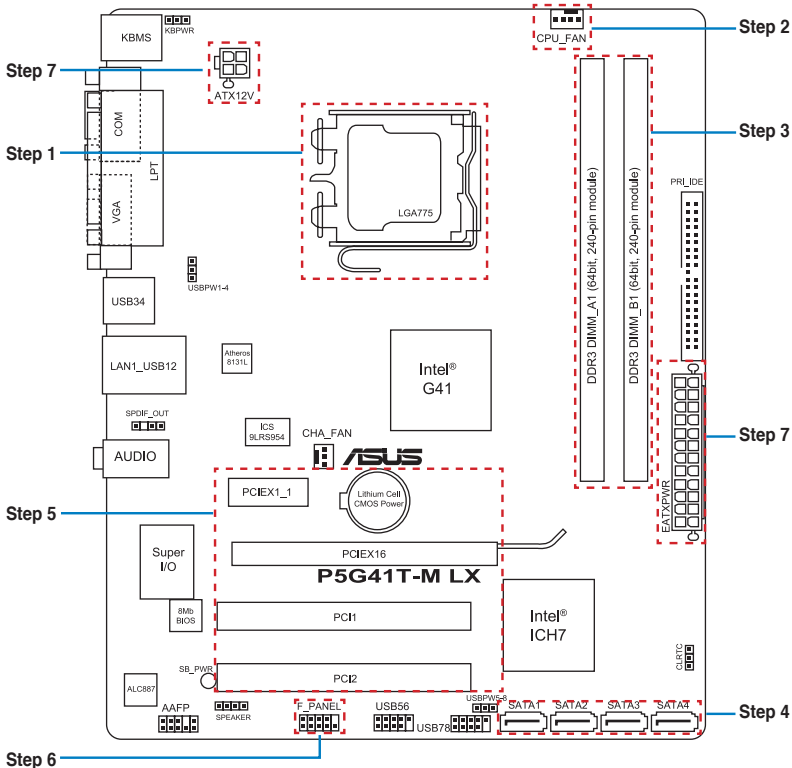 KBMS
KBPWR
CPU_FAN
Step 2
Step 7
ATX12V
COM
LPT
VGA
Step 1
LGA775
DDR3 DIMM_A1 (64bit, 240-pin module)
DDR3 DIMM_B1 (64bit, 240-pin module)
Step 3
PRI_IDE
USBPW1-4
USB34
LAN1_USB12
Atheros
8131L
Intel®
G41
SPDIF_OUT
ICS
9LRS954
CHA_FAN
ASUS
AUDIO
EATXPWR
Step 7
PCIEX1_1
Lithium Cell
CMOS Power
Step 5
Super
I/O
PCIEX16
P5G41T-M LX
8Mb
BIOS
PCI1
Intel®
ICH7
CLRTC
SB_PWR
PCI2
ALC887
AAFP
SPEAKER
F_PANEL
USB56
USB78
USBPW5-8
SATA1
SATA2
SATA3
SATA4
Step 4
Step 6